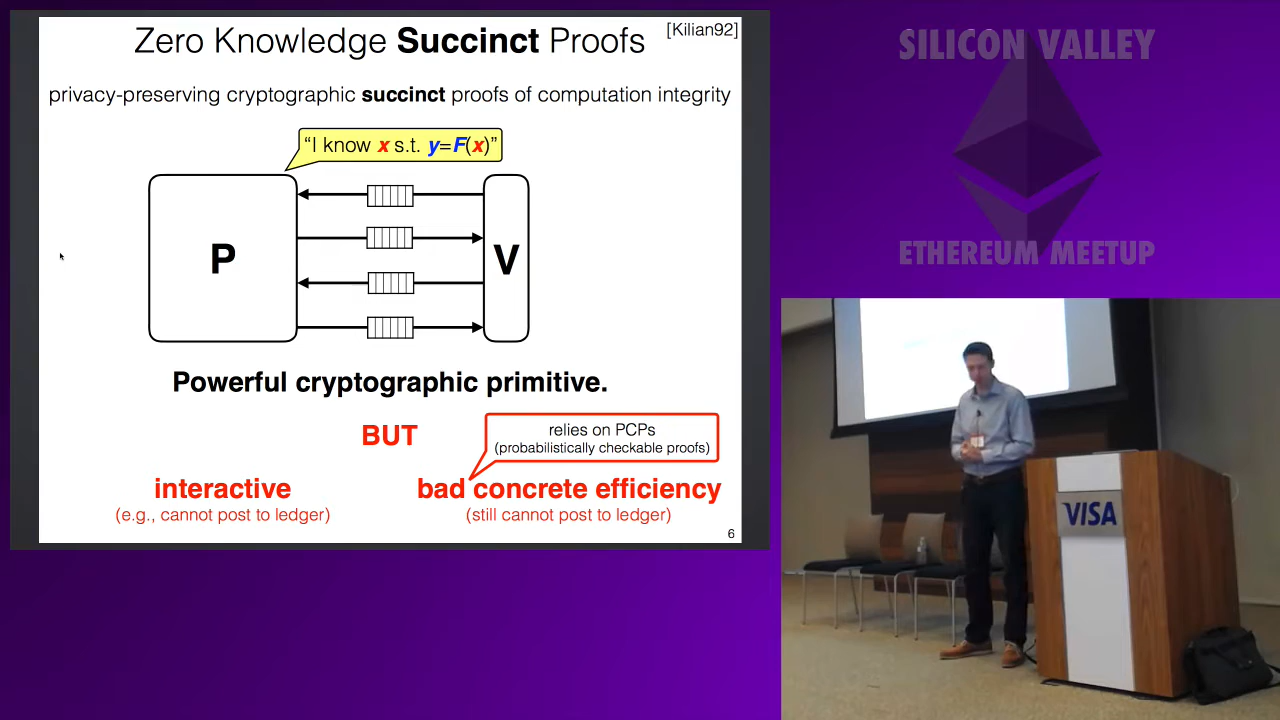 Zero Knowledge Succinct Proofs
[Kilian92]
privacy-preserving cryptographic succinct proofs of computation integrity
“I know x s.t. y=F(x)”
P
V
Powerful cryptographic primitive.
BUT
relies on PCPs
(probabilistically checkable proofs)
interactive
(e.g., cannot post to ledger)
bad concrete efficiency
(still cannot post to ledger)
6
SILICON VALLEY
ETHEREUM MEETUP
VISA